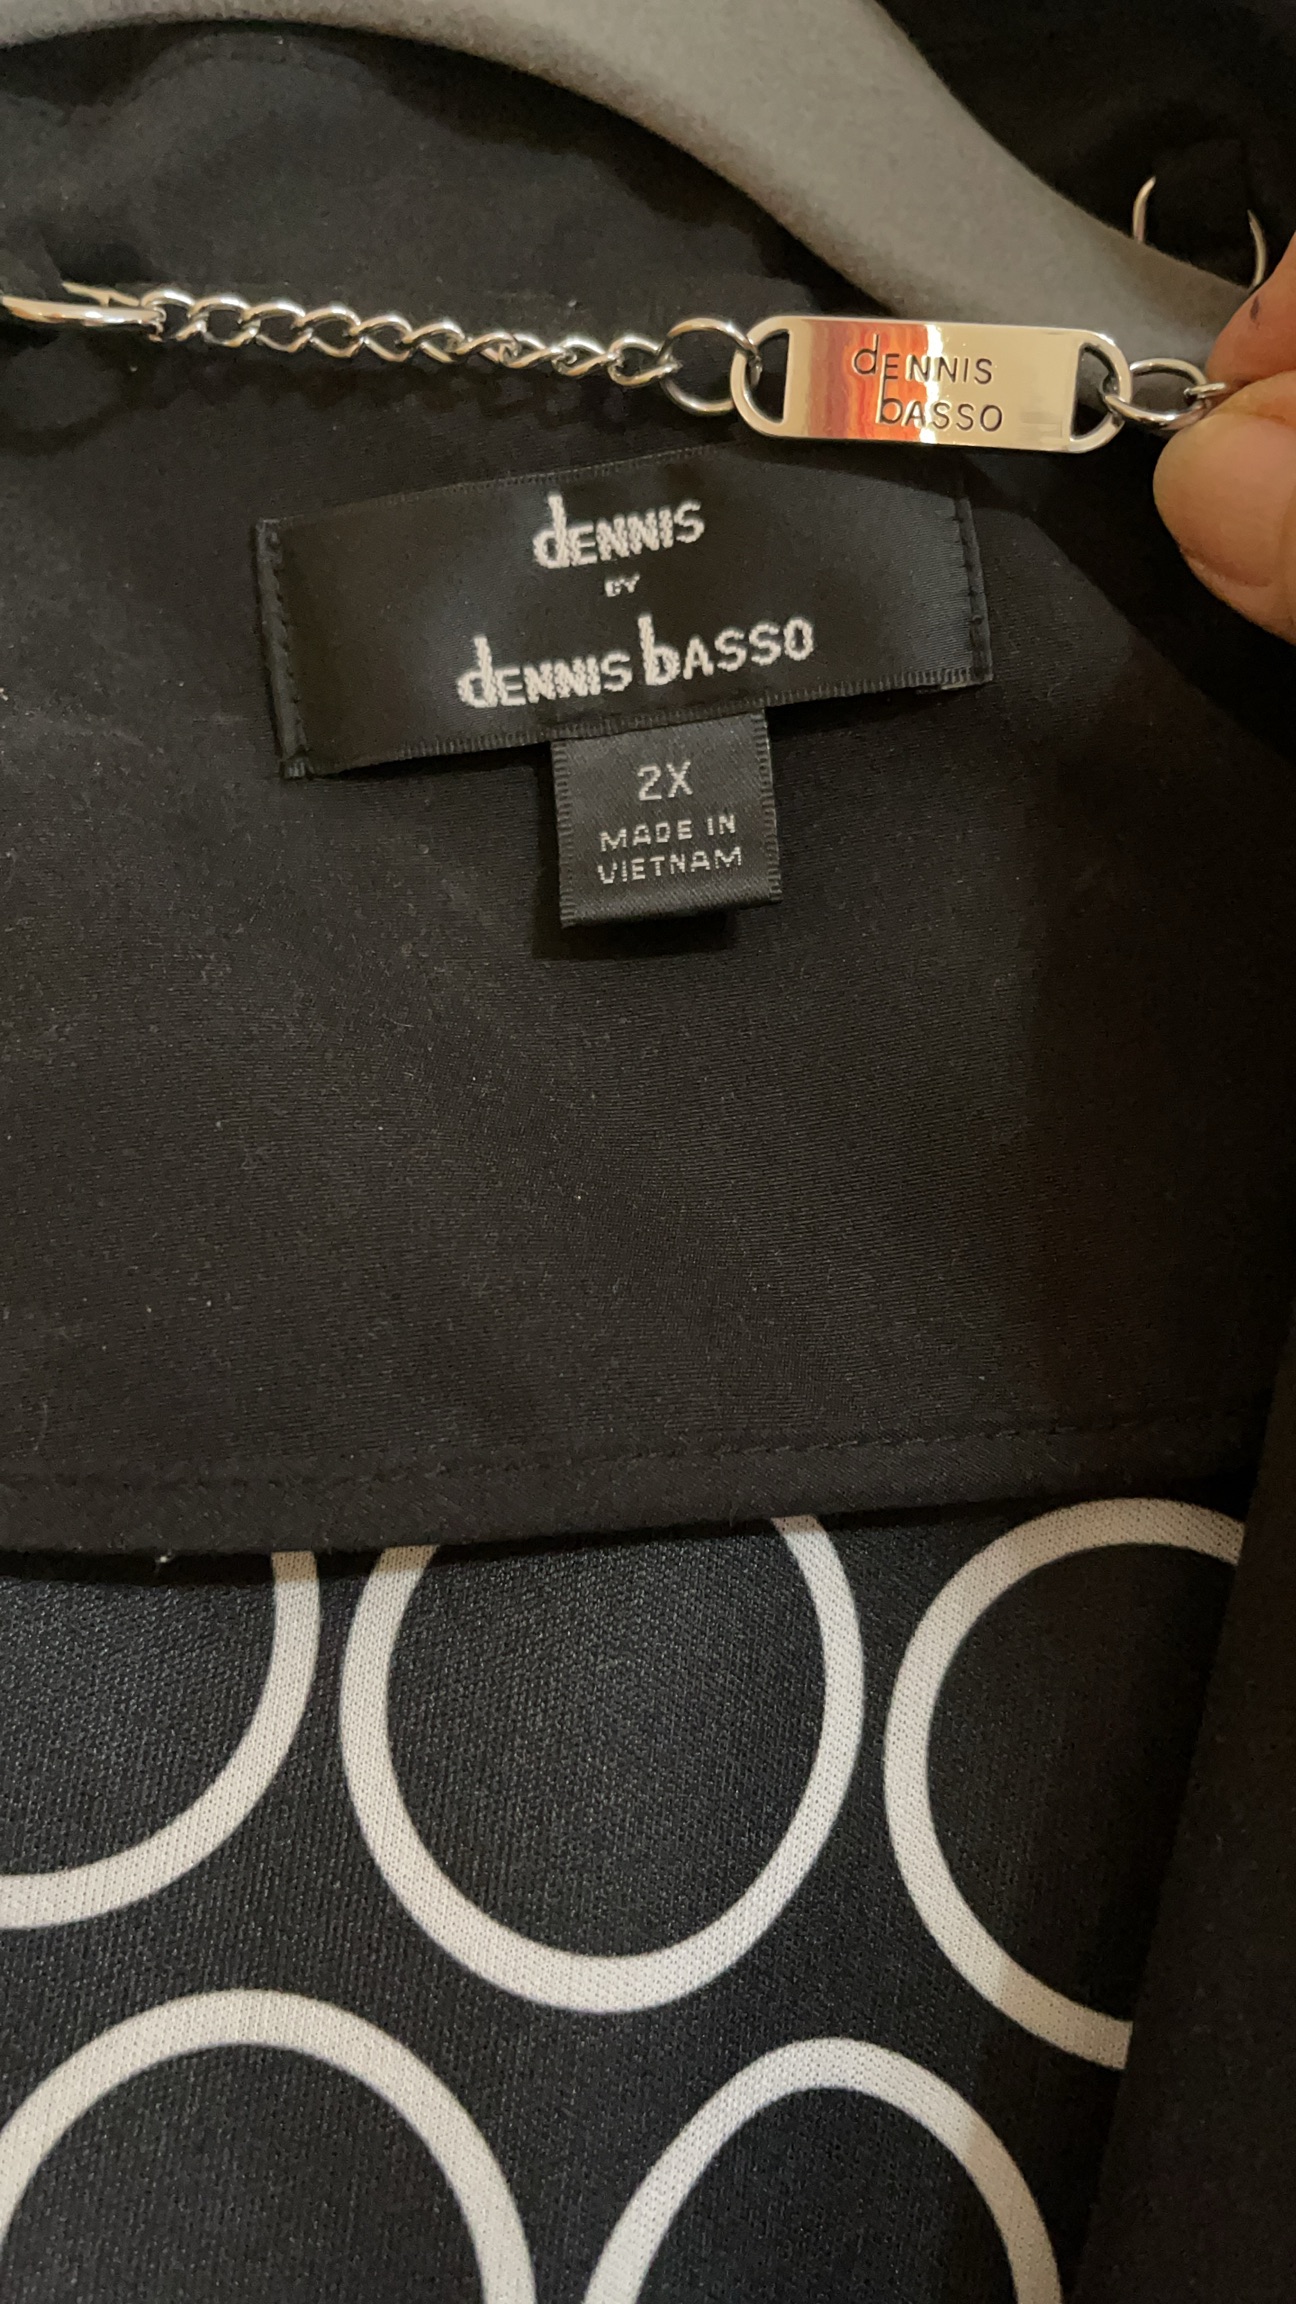 dENNIS
bASSO
dENNIS
BY
dENNIS bASSO
2X
MADE IN
VIETNAM